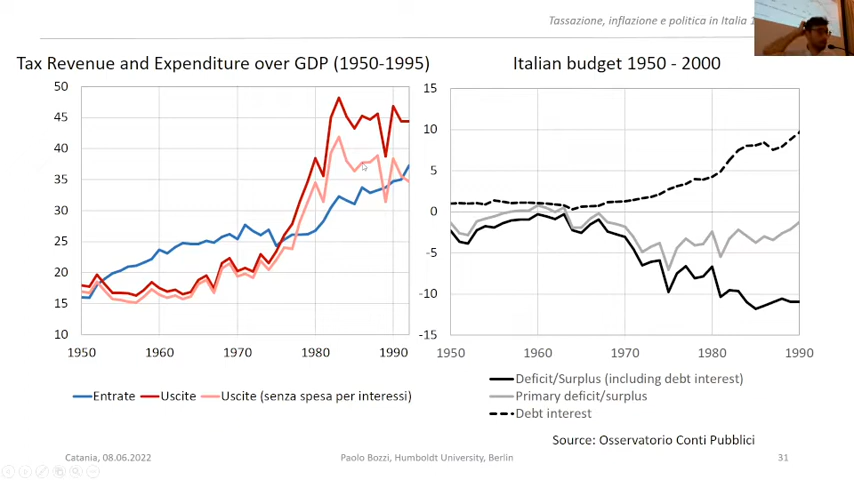 Tassazione, inflazione e politica in Italia 1
Tax Revenue and Expenditure over GDP (1950-1995)
50
45
40
35
30
25
20
15
10
1950 1960 1970 1980 1990
Entrate Uscite Uscite (senza spesa per interessi)
Italian budget 1950 - 2000
15
10
5
0
-5
-10
-15
1950 1960 1970 1980 1990
Deficit/Surplus (including debt interest)
Primary deficit/surplus
Debt interest
Source: Osservatorio Conti Pubblici
Catania, 08.06.2022 Paolo Bozzi, Humboldt University, Berlin 31